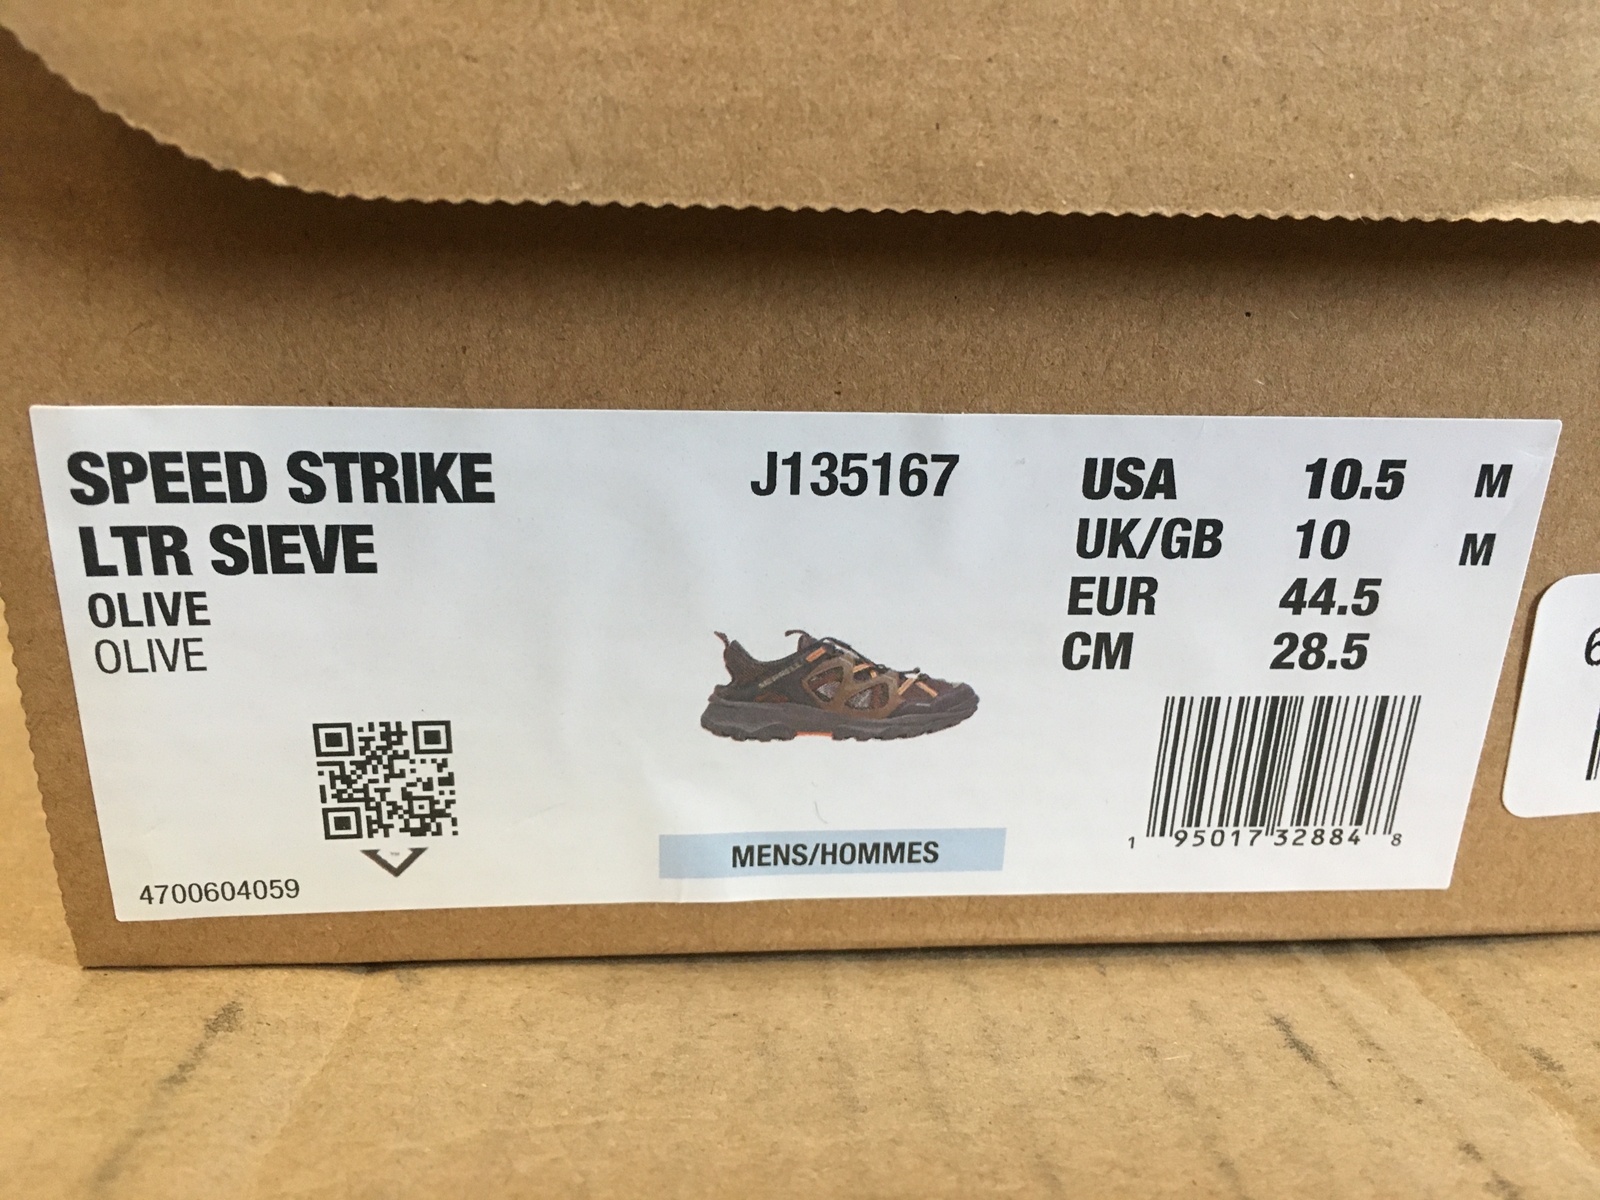 SPEED STRIKE
LTR SIEVE
OLIVE
OLIVE
4700604059
J135167
MERRELL
MENS/HOMMES
USA 10.5 M
UK/GB 10 M
EUR 44.5
CM 28.5
1 95017 32884 8